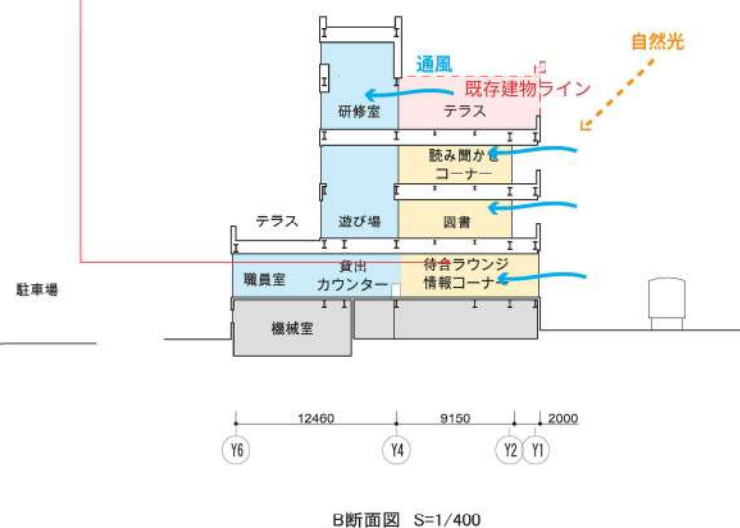 自然光
通風
既存建物ライン
研修室
テラス
読み聞かせ
コーナー
テラス
遊び場
図書
職員室
貸出
カウンター
待合ラウンジ
情報コーナー
駐車場
機械室
12460
9150
2000
Y6
Y4
Y2
Y1
B断面図 S=1/400